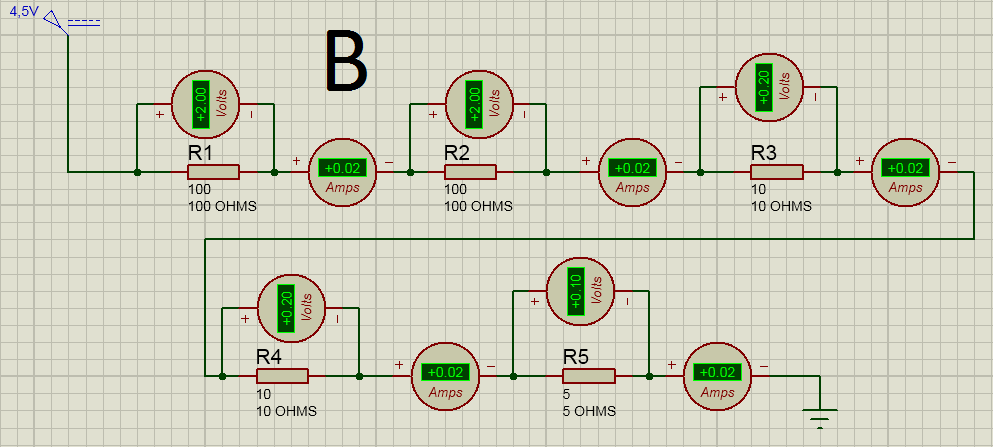 4,5V
B
+2.00
Volts
+ -
R1
100
100 OHMS
+ -
+0.02
Amps
+2.00
Volts
+ -
R2
100
100 OHMS
+ -
+0.02
Amps
+0.20
Volts
+ -
R3
10
10 OHMS
+ -
+0.02
Amps
+0.20
Volts
+ -
R4
10
10 OHMS
+ -
+0.02
Amps
+0.10
Volts
+ -
R5
5
5 OHMS
+ -
+0.02
Amps